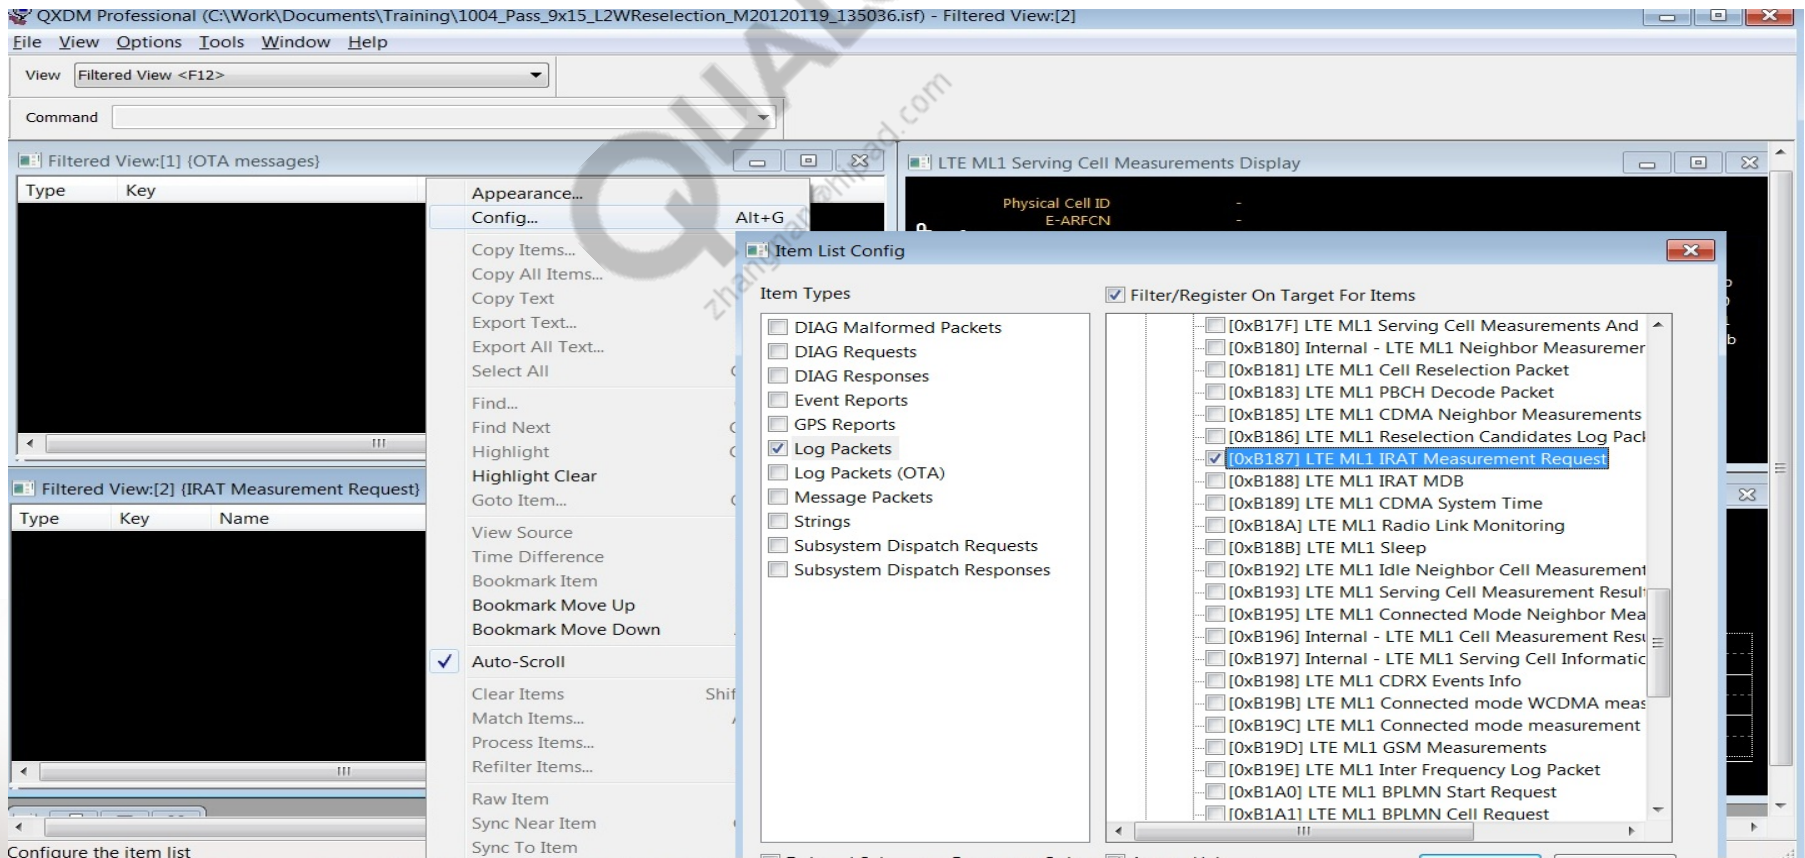 QXDM Professional (C:\Work\Documents\Training\1004_Pass_9x15_L2WReselection_M20120119_135036.isf) - Filtered View:[2]
File View Options Tools Window Help
View Filtered View <F12>
Command
Filtered View:[1] {OTA messages}
Type Key
Filtered View:[2] {IRAT Measurement Request}
Type Key Name
Appearance...
Config... Alt+G
Copy Items...
Copy All Items...
Copy Text
Export Text...
Export All Text...
Select All
Find...
Find Next
Highlight
Highlight Clear
Goto Item...
View Source
Time Difference
Bookmark Item
Bookmark Move Up
Bookmark Move Down
Auto-Scroll
Clear Items Shif
Match Items...
Process Items...
Refilter Items...
Raw Item
Sync Near Item
Sync To Item
LTE ML1 Serving Cell Measurements Display
Physical Cell ID -
E-ARFCN -
Item List Config
Item Types
DIAG Malformed Packets
DIAG Requests
DIAG Responses
Event Reports
GPS Reports
Log Packets
Log Packets (OTA)
Message Packets
Strings
Subsystem Dispatch Requests
Subsystem Dispatch Responses
Filter/Register On Target For Items
[0xB17F] LTE ML1 Serving Cell Measurements And
[0xB180] Internal - LTE ML1 Neighbor Measuremer
[0xB181] LTE ML1 Cell Reselection Packet
[0xB183] LTE ML1 PBCH Decode Packet
[0xB185] LTE ML1 CDMA Neighbor Measurements
[0xB186] LTE ML1 Reselection Candidates Log Pack
[0xB187] LTE ML1 IRAT Measurement Request
[0xB188] LTE ML1 IRAT MDB
[0xB189] LTE ML1 CDMA System Time
[0xB18A] LTE ML1 Radio Link Monitoring
[0xB18B] LTE ML1 Sleep
[0xB192] LTE ML1 Idle Neighbor Cell Measurement
[0xB193] LTE ML1 Serving Cell Measurement Result
[0xB195] LTE ML1 Connected Mode Neighbor Mea
[0xB196] Internal - LTE ML1 Cell Measurement Resu
[0xB197] Internal - LTE ML1 Serving Cell Informatic
[0xB198] LTE ML1 CDRX Events Info
[0xB19B] LTE ML1 Connected mode WCDMA meas
[0xB19C] LTE ML1 Connected mode measurement
[0xB19D] LTE ML1 GSM Measurements
[0xB19E] LTE ML1 Inter Frequency Log Packet
[0xB1A0] LTE ML1 BPLMN Start Request
[0xB1A1] LTE ML1 BPLMN Cell Request
Configure the item list